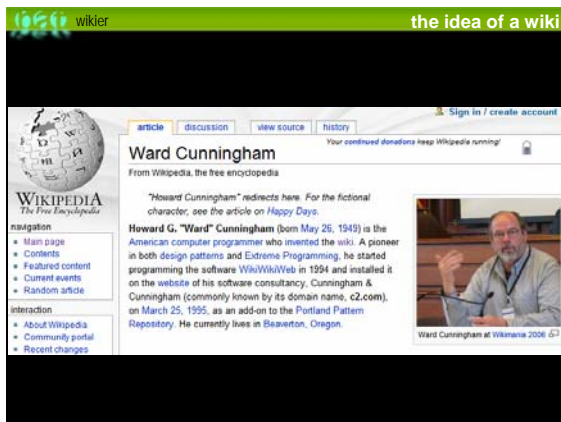 wikier
the idea of a wiki
Sign in / create account
article discussion view source history
Your continued donations keep Wikipedia running!
Ward Cunningham
From Wikipedia, the free encyclopedia
"Howard Cunningham" redirects here. For the fictional
character, see the article on Happy Days.
WIKIPEDIA
The Free Encyclopedia
navigation
Main page
Contents
Featured content
Current events
Random article
interaction
About Wikipedia
Community portal
Recent changes
Howard G. "Ward" Cunningham (born May 26, 1949) is the
American computer programmer who invented the wiki. A pioneer
in both design patterns and Extreme Programming, he started
programming the software WikiWikiWeb in 1994 and installed it
on the website of his software consultancy, Cunningham &
Cunningham (commonly known by its domain name, c2.com),
on March 25, 1995, as an add-on to the Portland Pattern
Repository. He currently lives in Beaverton, Oregon.
Ward Cunningham at Wikimania 2006